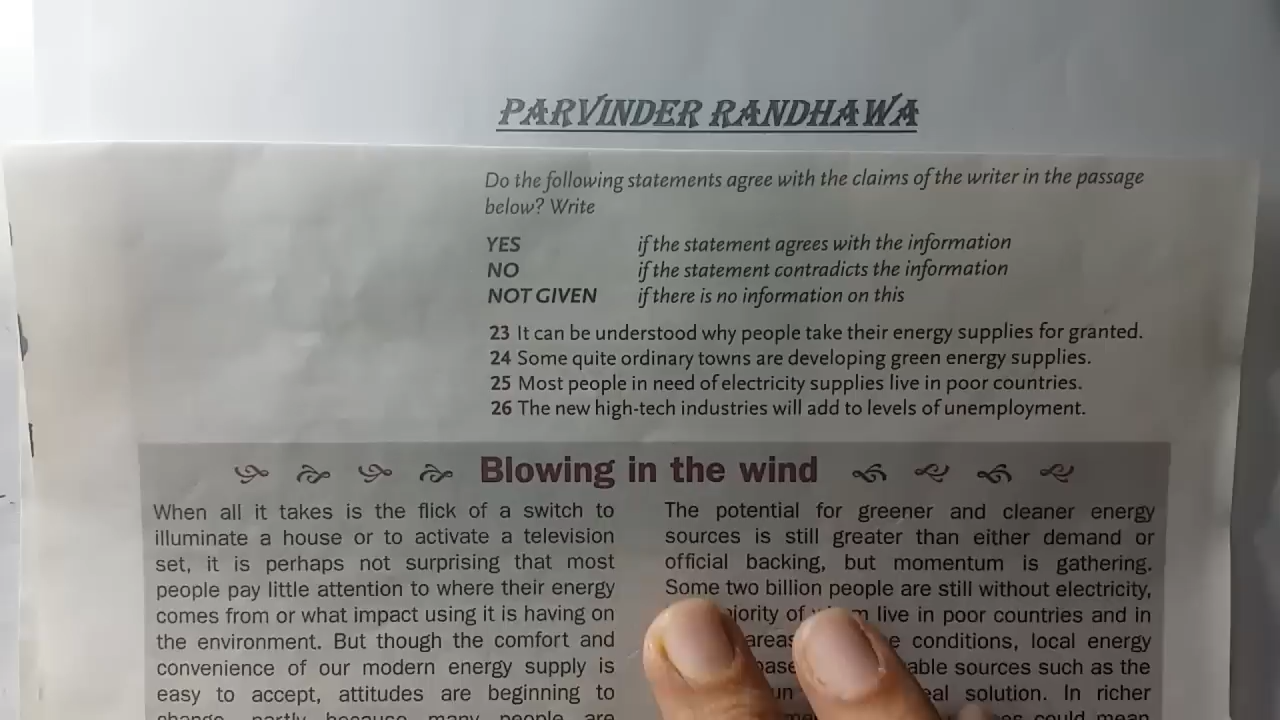 PARVINDER RANDHAWA
Do the following statements agree with the claims of the writer in the passage
below? Write
YES if the statement agrees with the information
NO if the statement contradicts the information
NOT GIVEN if there is no information on this
23 It can be understood why people take their energy supplies for granted.
24 Some quite ordinary towns are developing green energy supplies.
25 Most people in need of electricity supplies live in poor countries.
26 The new high-tech industries will add to levels of unemployment.
Blowing in the wind
When all it takes is the flick of a switch to
illuminate a house or to activate a television
set, it is perhaps not surprising that most
people pay little attention to where their energy
comes from or what impact using it is having on
the environment. But though the comfort and
convenience of our modern energy supply is
easy to accept, attitudes are beginning to
change, partly because many people are
The potential for greener and cleaner energy
sources is still greater than either demand or
official backing, but momentum is gathering.
Some two billion people are still without electricity,
of live in poor countries and in
areas conditions, local energy
sources such as the
solution. In richer
could mean